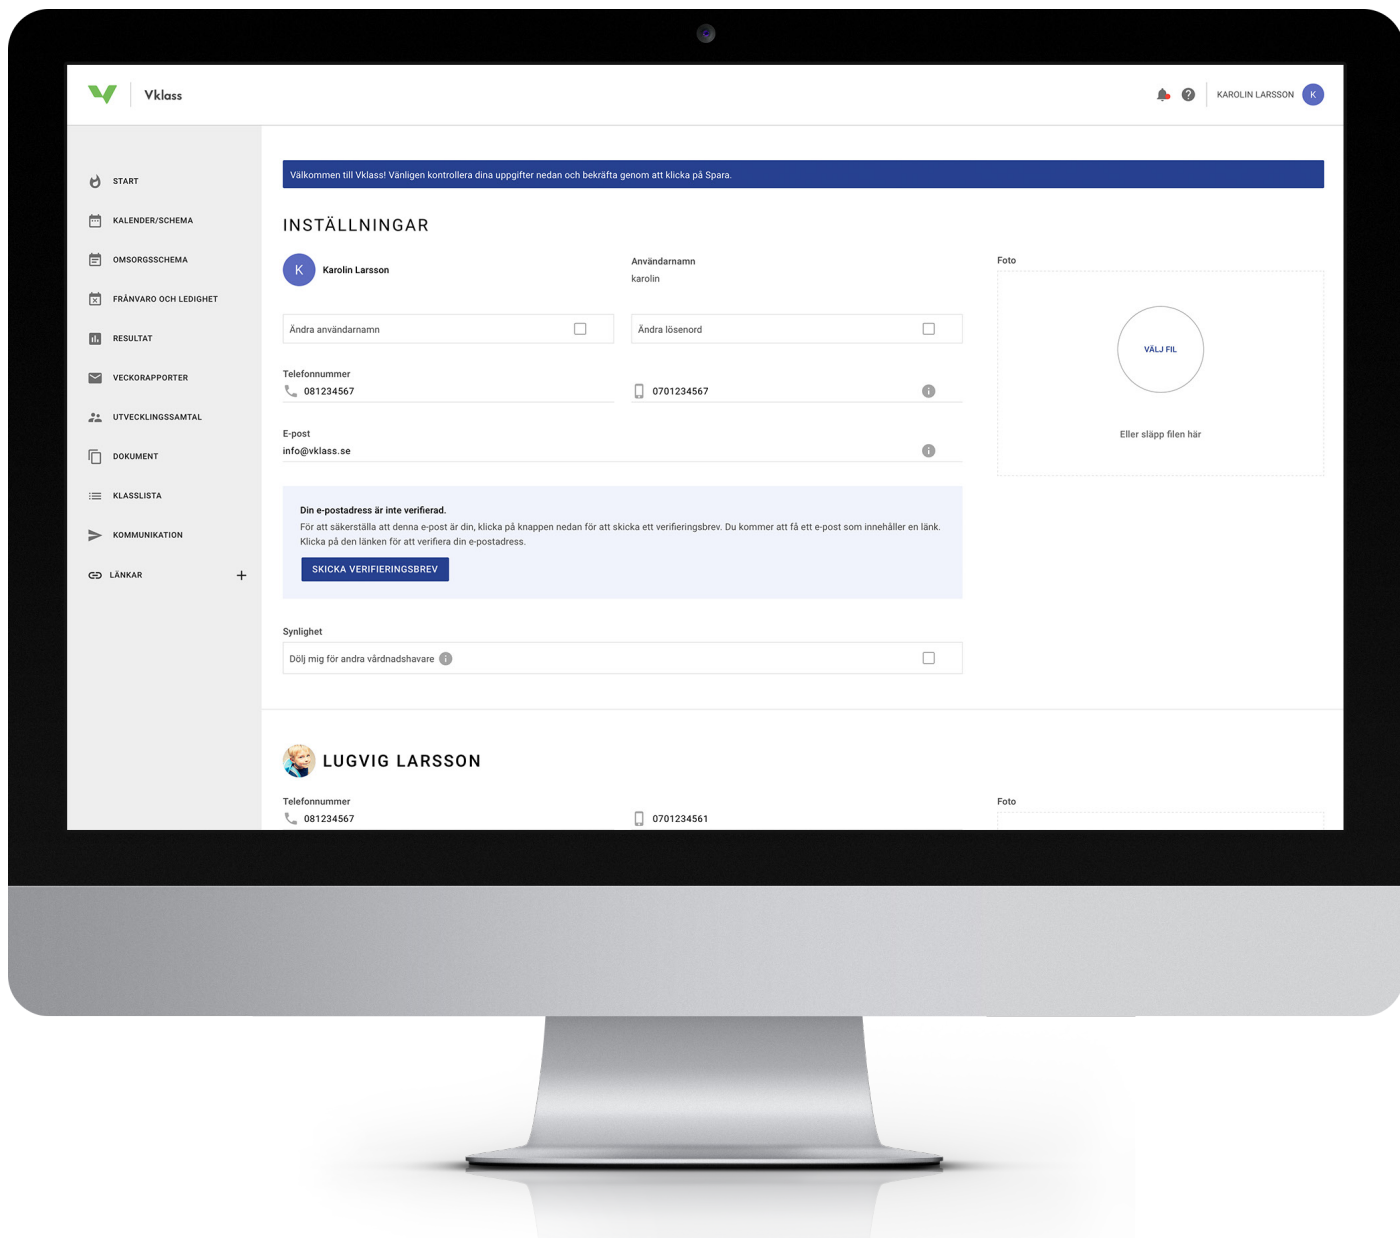 Vklass
KAROLIN LARSSON
K
START
KALENDER/SCHEMA
OMSORGSSCHEMA
FRÅNVARO OCH LEDIGHET
RESULTAT
VECKORAPPORTER
UTVECKLINGSSAMTAL
DOKUMENT
KLASSLISTA
KOMMUNIKATION
LÄNKAR
Välkommen till Vklass! Vänligen kontrollera dina uppgifter nedan och bekräfta genom att klicka på Spara.
INSTÄLLNINGAR
K
Karolin Larsson
Användarnamn
karolin
Ändra användarnamn
Ändra lösenord
Telefonnummer
081234567
0701234567
E-post
info@vklass.se
Din e-postadress är inte verifierad.
För att säkerställa att denna e-post är din, klicka på knappen nedan för att skicka ett verifieringsbrev. Du kommer att få ett e-post som innehåller en länk.
Klicka på den länken för att verifiera din e-postadress.
SKICKA VERIFIERINGSBREV
Synlighet
Dölj mig för andra vårdnadshavare
Foto
VÄLJ FIL
Eller släpp filen här
LUGVIG LARSSON
Telefonnummer
081234567
0701234561
Foto